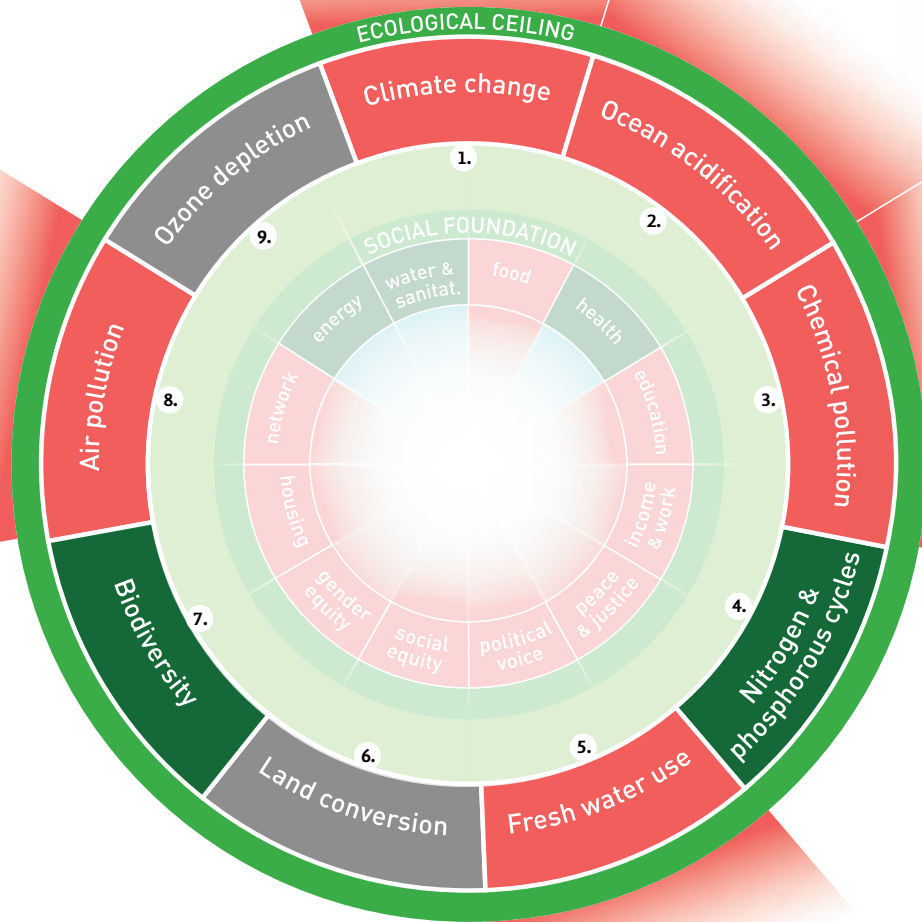 ECOLOGICAL CEILING
Climate change
1.
Ocean acidification
2.
Chemical pollution
3.
Nitrogen &
phosphorous cycles
4.
Fresh water use
5.
Land conversion
6.
Biodiversity
7.
Air pollution
8.
Ozone depletion
9.
SOCIAL FOUNDATION
food
health
education
income
& work
peace
& justice
political
voice
social
equity
gender
equity
housing
network
energy
water &
sanitat.